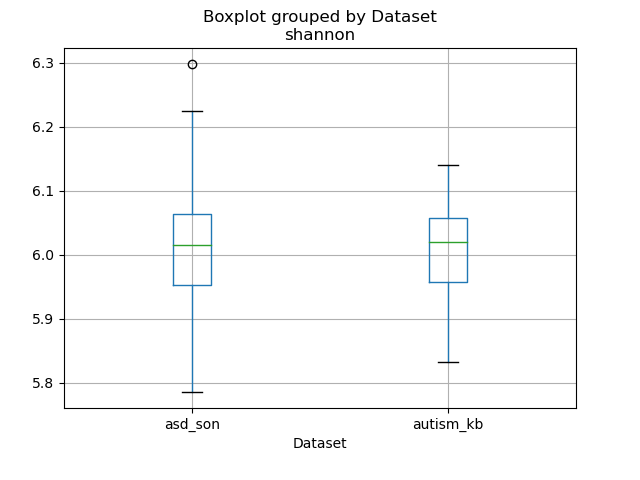 Boxplot grouped by Dataset
shannon
6.3
6.2
6.1
6.0
5.9
5.8
asd_son autism_kb
Dataset